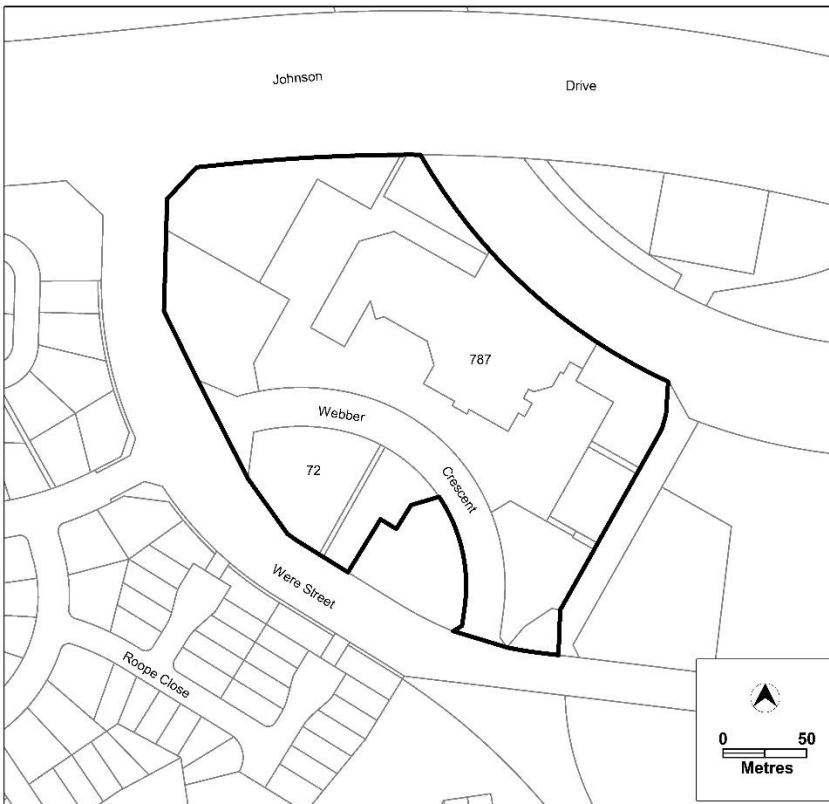 Johnson Drive
787
Webber
72
Crescent
Were Street
Roope Close
0 50
Metres